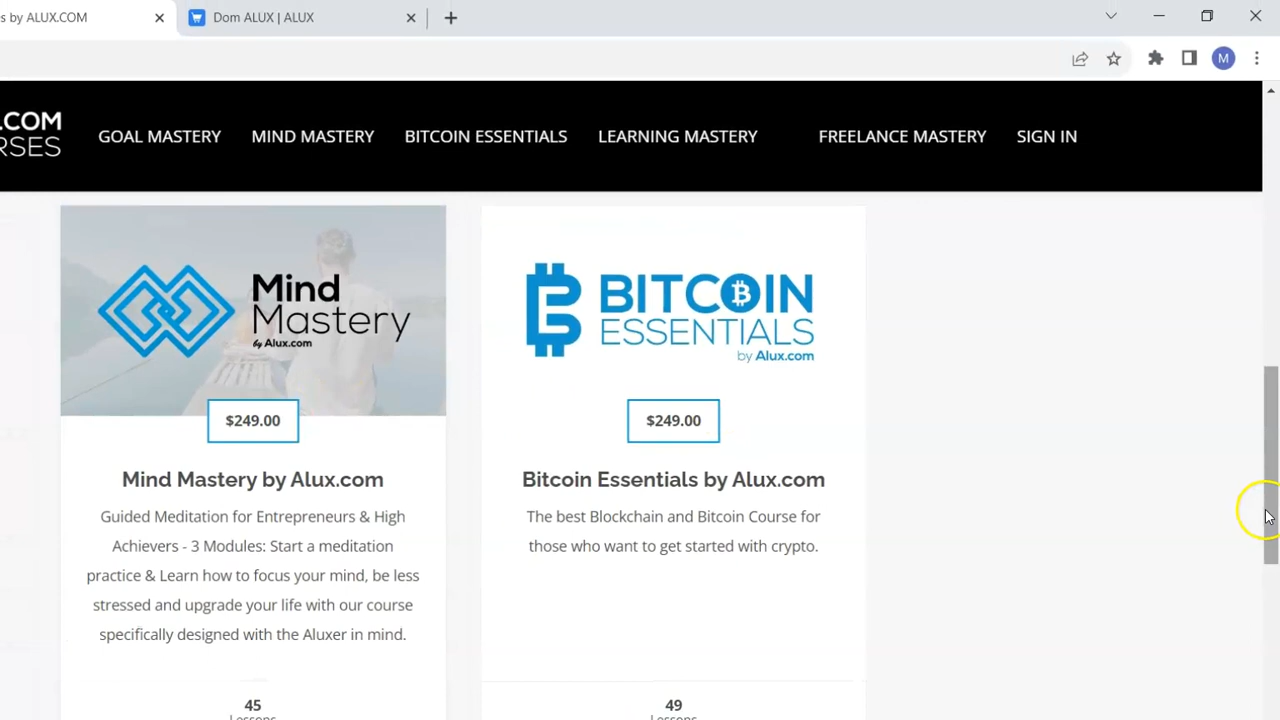 s by ALUX.COM
Dom ALUX | ALUX
M
.COM
RSES
GOAL MASTERY MIND MASTERY BITCOIN ESSENTIALS LEARNING MASTERY FREELANCE MASTERY SIGN IN
Mind
Mastery
by Alux.com
BITCOIN
ESSENTIALS
by Alux.com
$249.00
$249.00
Mind Mastery by Alux.com
Guided Meditation for Entrepreneurs & High
Achievers - 3 Modules: Start a meditation
practice & Learn how to focus your mind, be less
stressed and upgrade your life with our course
specifically designed with the Aluxer in mind.
45
Lessons
Bitcoin Essentials by Alux.com
The best Blockchain and Bitcoin Course for
those who want to get started with crypto.
49
Lessons